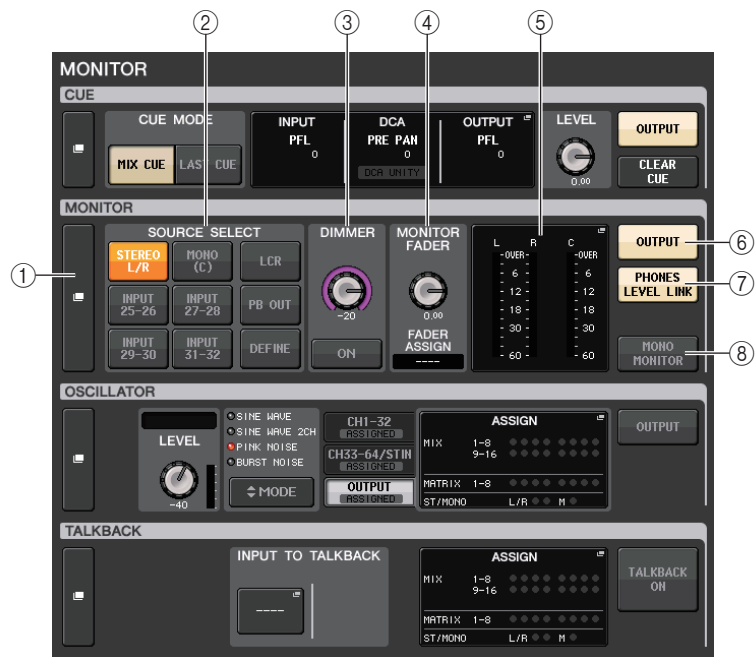 ② ③ ④ ⑤
MONITOR
CUE
CUE MODE
MIX CUE
LAST CUE
INPUT
PFL
0
DCA
PRE PAN
0
DCA UNITY
OUTPUT
PFL
0
LEVEL
0.00
OUTPUT
CLEAR
CUE
MONITOR
①
SOURCE SELECT
STEREO
L/R
MONO
(C)
LCR
INPUT
25-26
INPUT
27-28
PB OUT
INPUT
29-30
INPUT
31-32
DEFINE
DIMMER
-20
ON
MONITOR
FADER
0.00
FADER
ASSIGN
----
L R C
-OVER- -OVER
- 6 - - 6
- 12 - - 12
- 18 - - 18
- 30 - - 30
- 60 - - 60
OUTPUT
⑥
PHONES
LEVEL LINK
⑦
MONO
MONITOR
⑧
OSCILLATOR
LEVEL
-40
SINE WAVE
SINE WAVE 2CH
PINK NOISE
BURST NOISE
MODE
CH1-32
ASSIGNED
CH33-64/STIN
ASSIGNED
OUTPUT
ASSIGNED
ASSIGN
MIX 1-8
9-16
MATRIX 1-8
ST/MONO L/R M
OUTPUT
TALKBACK
INPUT TO TALKBACK
----
ASSIGN
MIX 1-8
9-16
MATRIX 1-8
ST/MONO L/R M
TALKBACK
ON